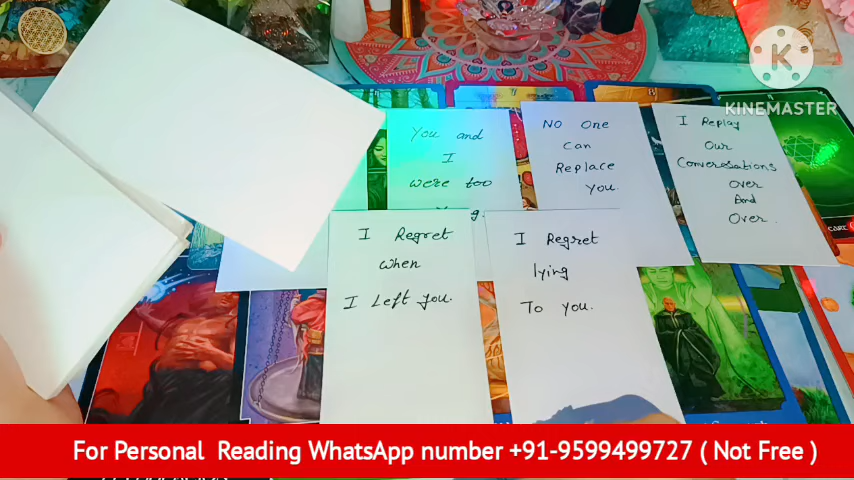 KINEMASTER
You and
I
were too
NO One
Can
Replace
You.
I Replay
Our
Conversations
Over
And
Over.
I Regret
when
I Left you.
I Regret
lying
To you.
For Personal Reading WhatsApp number +91-9599499727 ( Not Free )